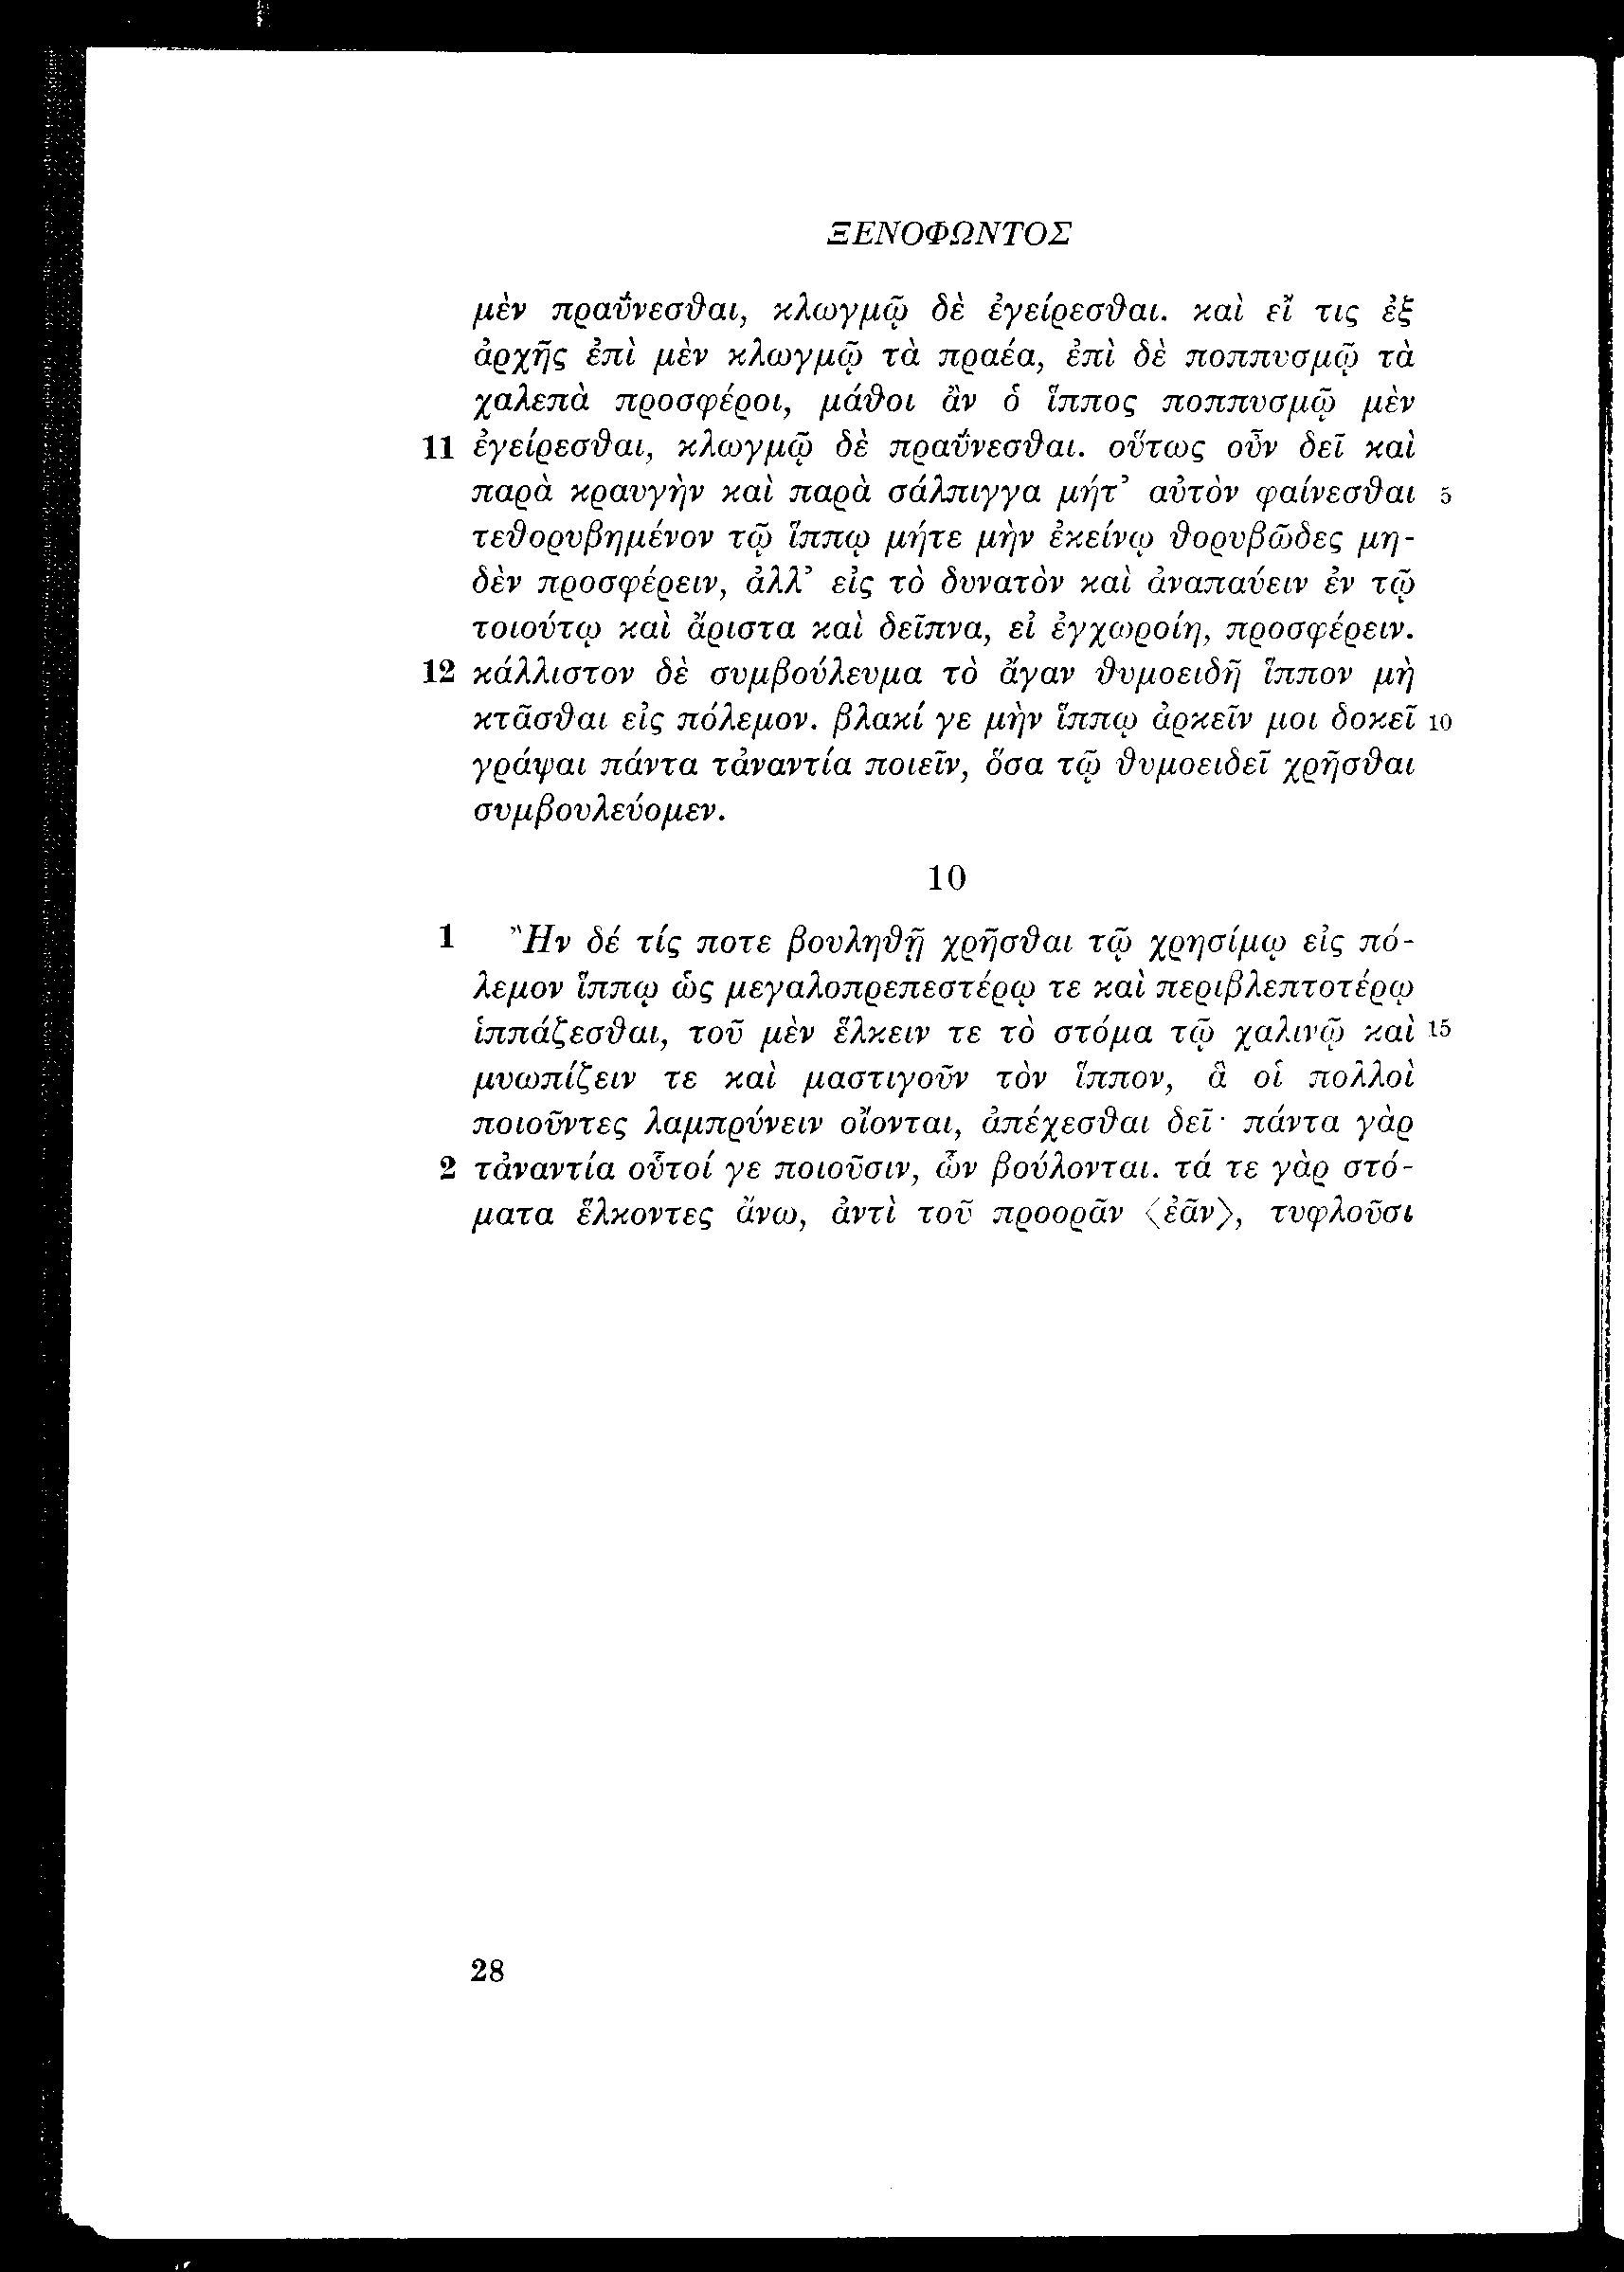 ΞΕΝΟΦΩΝΤΟΣ
μὲν πραΰνεσθαι, κλωγμῷ δὲ ἐγείρεσθαι. καὶ εἴ τις ἐξ
ἀρχῆς ἐπὶ μὲν κλωγμῷ τὰ πραέα, ἐπὶ δὲ ποππυσμῷ τὰ
χαλεπὰ προσφέροι, μάθοι ἂν ὁ ἵππος ποππυσμῷ μὲν
11 ἐγείρεσθαι, κλωγμῷ δὲ πραΰνεσθαι. οὕτως οὖν δεῖ καὶ
παρὰ κραυγὴν καὶ παρὰ σάλπιγγα μήτ’ αὐτὸν φαίνεσθαι 5
τεθορυβημένον τῷ ἵππῳ μήτε μὴν ἐκείνῳ θορυβῶδες μη-
δὲν προσφέρειν, ἀλλ’ εἰς τὸ δυνατὸν καὶ ἀναπαύειν ἐν τῷ
τοιούτῳ καὶ ἄριστα καὶ δεῖπνα, εἰ ἐγχωροίη, προσφέρειν.
12 κάλλιστον δὲ συμβούλευμα τὸ ἄγαν θυμοειδῆ ἵππον μὴ
κτᾶσθαι εἰς πόλεμον. βλακί γε μὴν ἵππῳ ἀρκεῖν μοι δοκεῖ 10
γράψαι πάντα τἀναντία ποιεῖν, ὅσα τῷ θυμοειδεῖ χρῆσθαι
συμβουλεύομεν.
10
1 Ἢν δέ τίς ποτε βουληθῇ χρῆσθαι τῷ χρησίμῳ εἰς πό-
λεμον ἵππῳ ὡς μεγαλοπρεπεστέρῳ τε καὶ περιβλεπτοτέρῳ
ἱππάζεσθαι, τοῦ μὲν ἕλκειν τε τὸ στόμα τῷ χαλινῷ καὶ 15
μυωπίζειν τε καὶ μαστιγοῦν τὸν ἵππον, ἃ οἱ πολλοὶ
ποιοῦντες λαμπρύνειν οἴονται, ἀπέχεσθαι δεῖ· πάντα γὰρ
2 τἀναντία οὗτοί γε ποιοῦσιν, ὧν βούλονται. τά τε γὰρ στό-
ματα ἕλκοντες ἄνω, ἀντὶ τοῦ προορᾶν 〈ἐᾶν〉, τυφλοῦσι
28